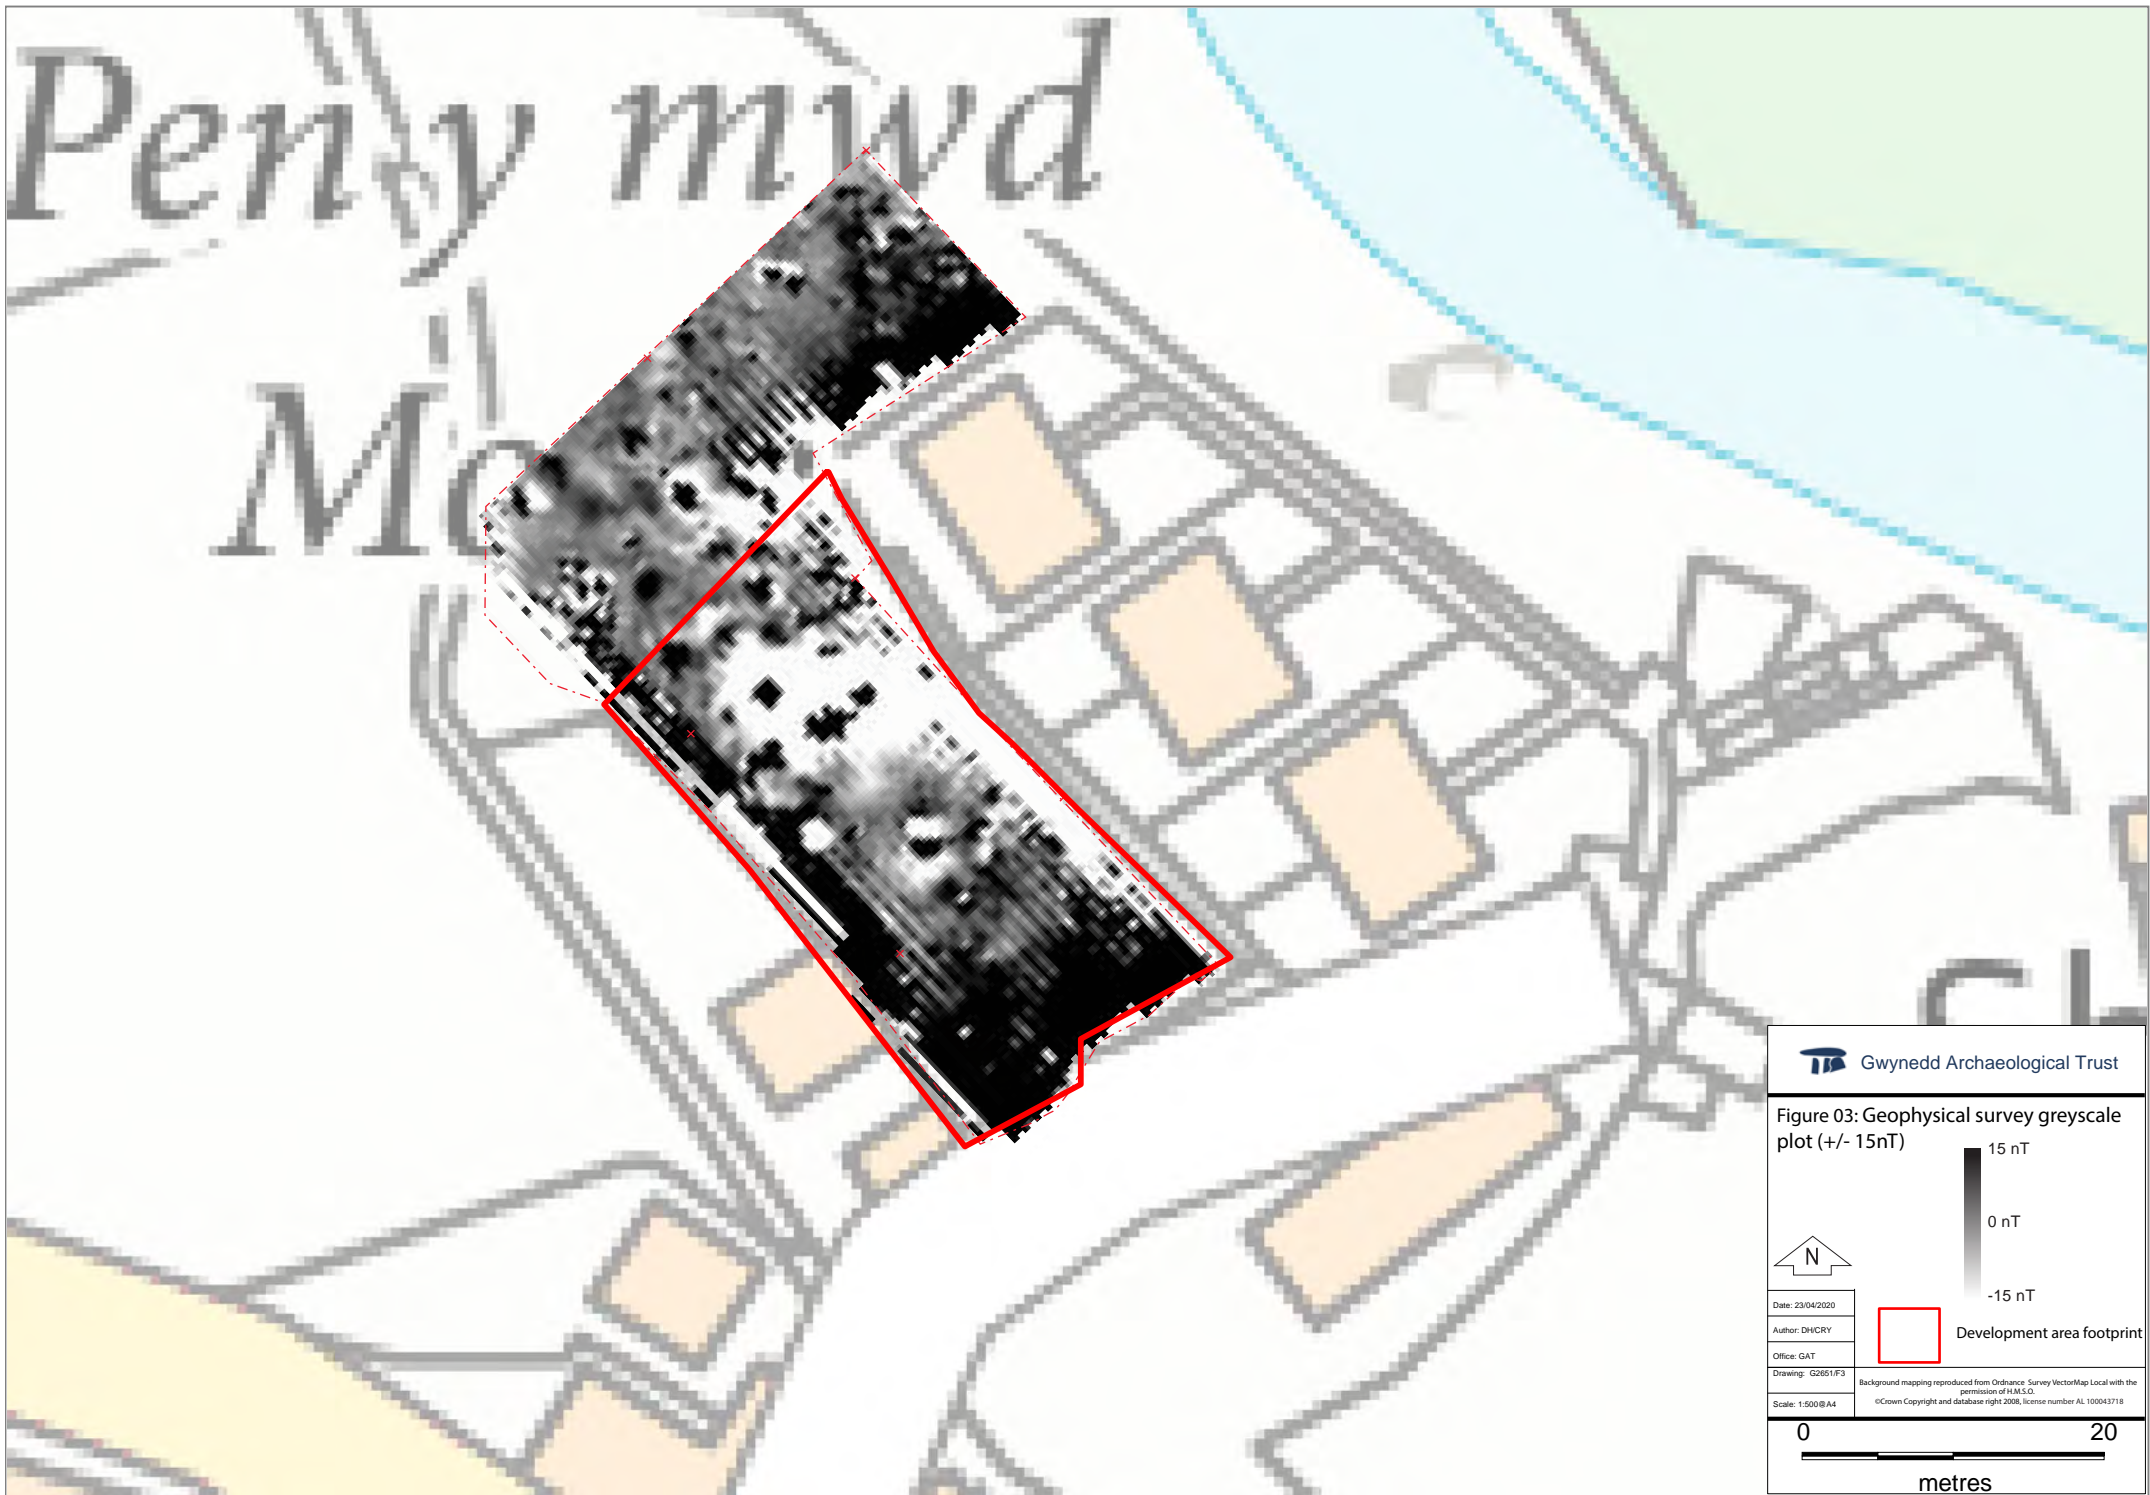 Pen y mwd
Mo
Ch
Gwynedd Archaeological Trust
Figure 03: Geophysical survey greyscale
plot (+/- 15nT)
15 nT
0 nT
-15 nT
N
Date: 23/04/2020
Author: DH/CRY
Office: GAT
Drawing: G2651/F3
Scale: 1:500@A4
Development area footprint
Background mapping reproduced from Ordnance Survey VectorMap Local with the
permission of H.M.S.O.
©Crown Copyright and database right 2008, license number AL 100043718
0 20
metres